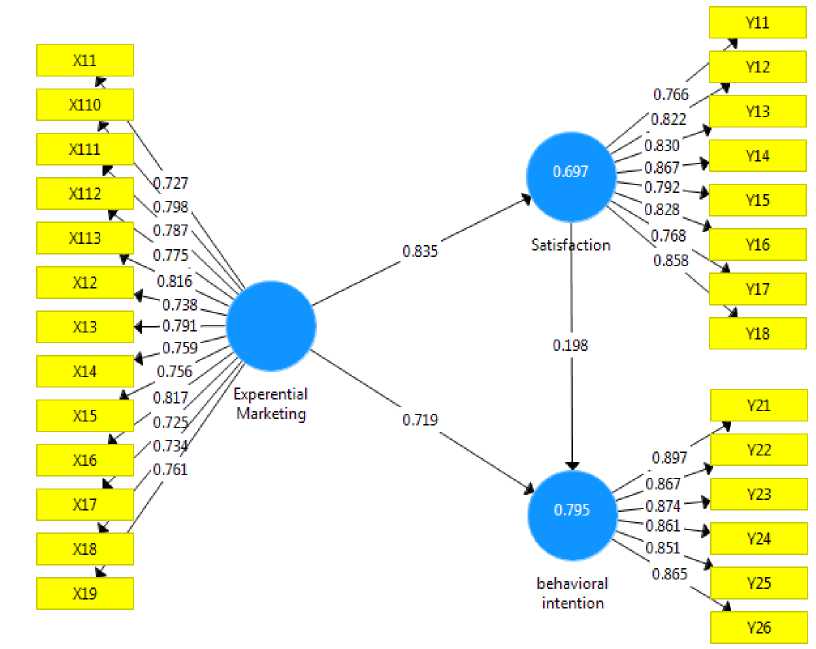 X11
X110
X111
X112
X113
X12
X13
X14
X15
X16
X17
X18
X19
0.727
0.798
0.787
0.775
0.816
0.738
0.791
0.759
0.756
0.817
0.725
0.734
0.761
Experential
Marketing
0.835
0.719
0.697
Satisfaction
0.198
0.795
behavioral
intention
0.766
0.822
0.830
0.867
0.792
0.828
0.768
0.858
Y11
Y12
Y13
Y14
Y15
Y16
Y17
Y18
0.897
0.867
0.874
0.861
0.851
0.865
Y21
Y22
Y23
Y24
Y25
Y26